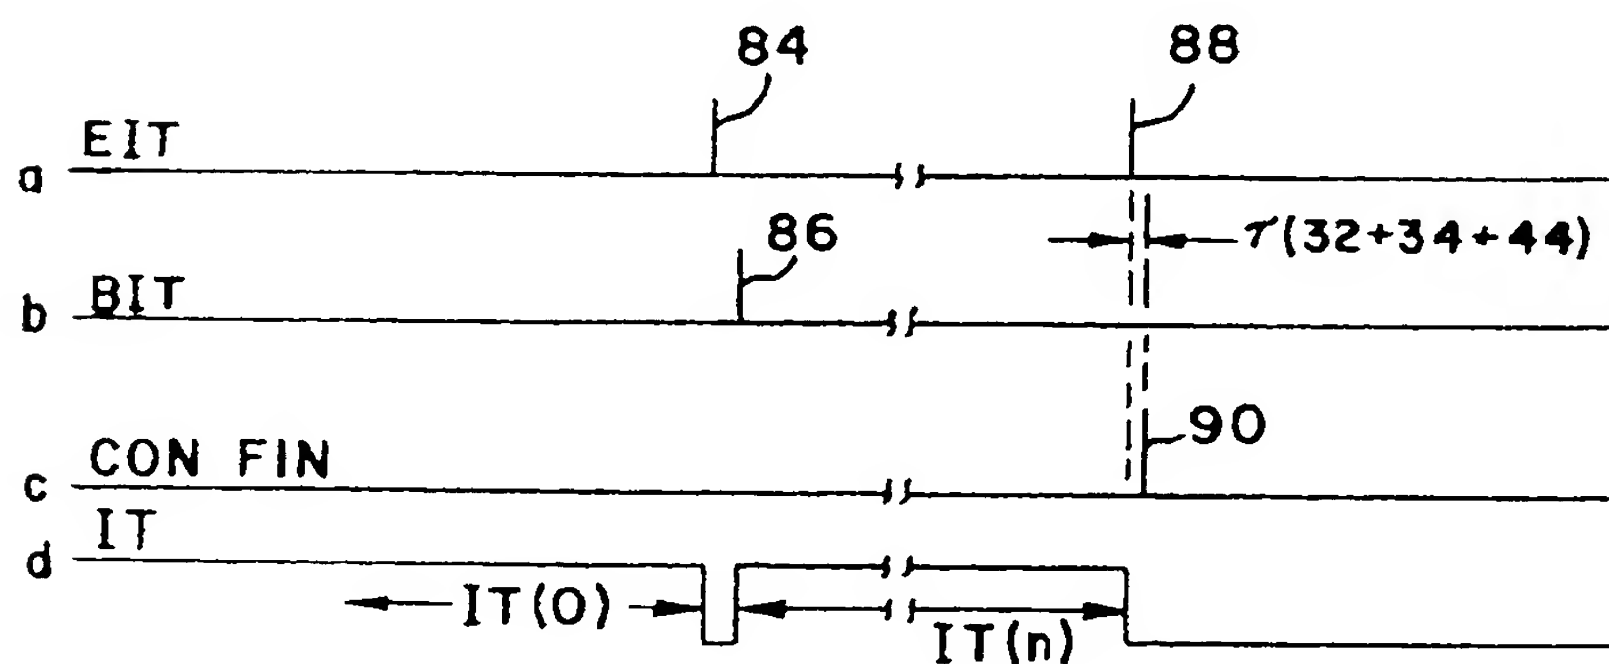 84
88
EIT
a
τ(32+34+44)
86
BIT
b
90
CON FIN
c
IT
d
IT(0)
IT(n)